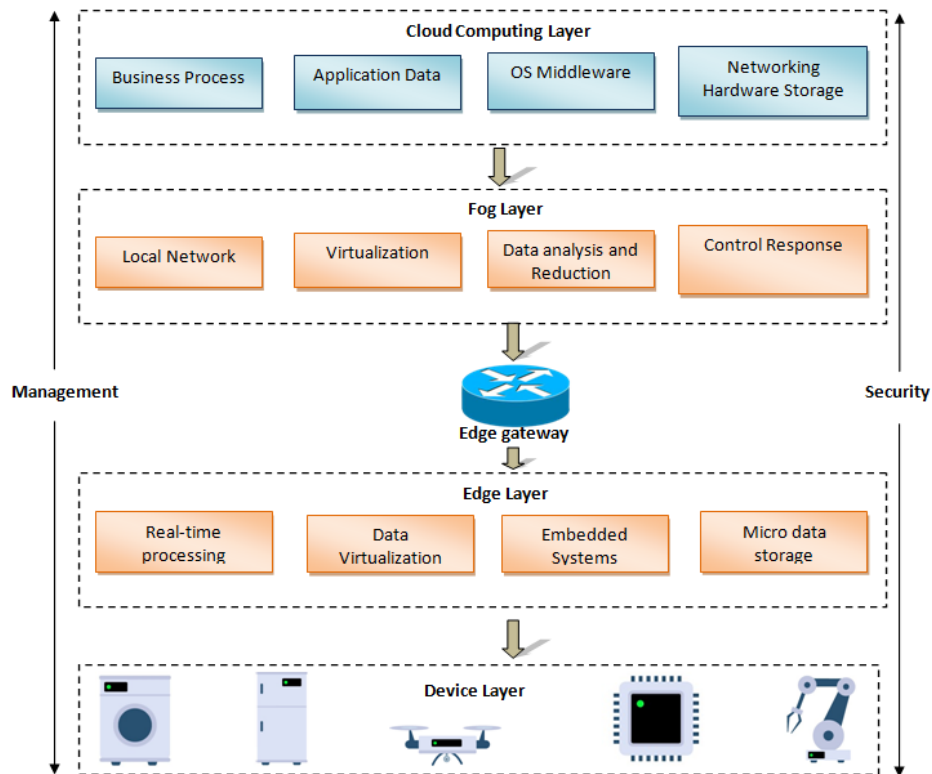 Cloud Computing Layer
Business Process
Application Data
OS Middleware
Networking
Hardware Storage
Fog Layer
Local Network
Virtualization
Data analysis and
Reduction
Control Response
Management
Security
Edge gateway
Edge Layer
Real-time
processing
Data
Virtualization
Embedded
Systems
Micro data
storage
Device Layer